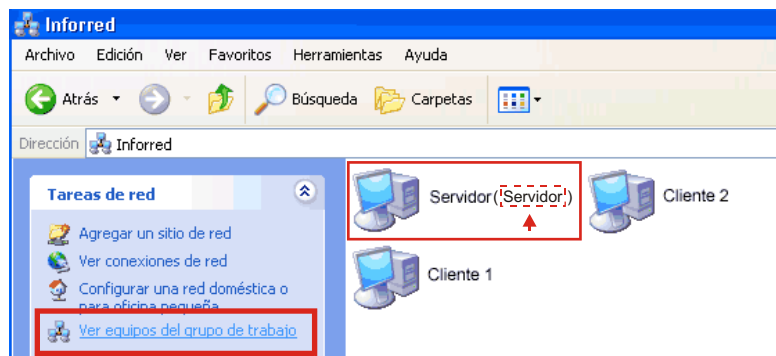 Inforred
Archivo Edición Ver Favoritos Herramientas Ayuda
Atrás Búsqueda Carpetas
Dirección Inforred
Tareas de red
Agregar un sitio de red
Ver conexiones de red
Configurar una red doméstica o
para oficina pequeña
Ver equipos del grupo de trabajo
Servidor(Servidor)
Cliente 2
Cliente 1